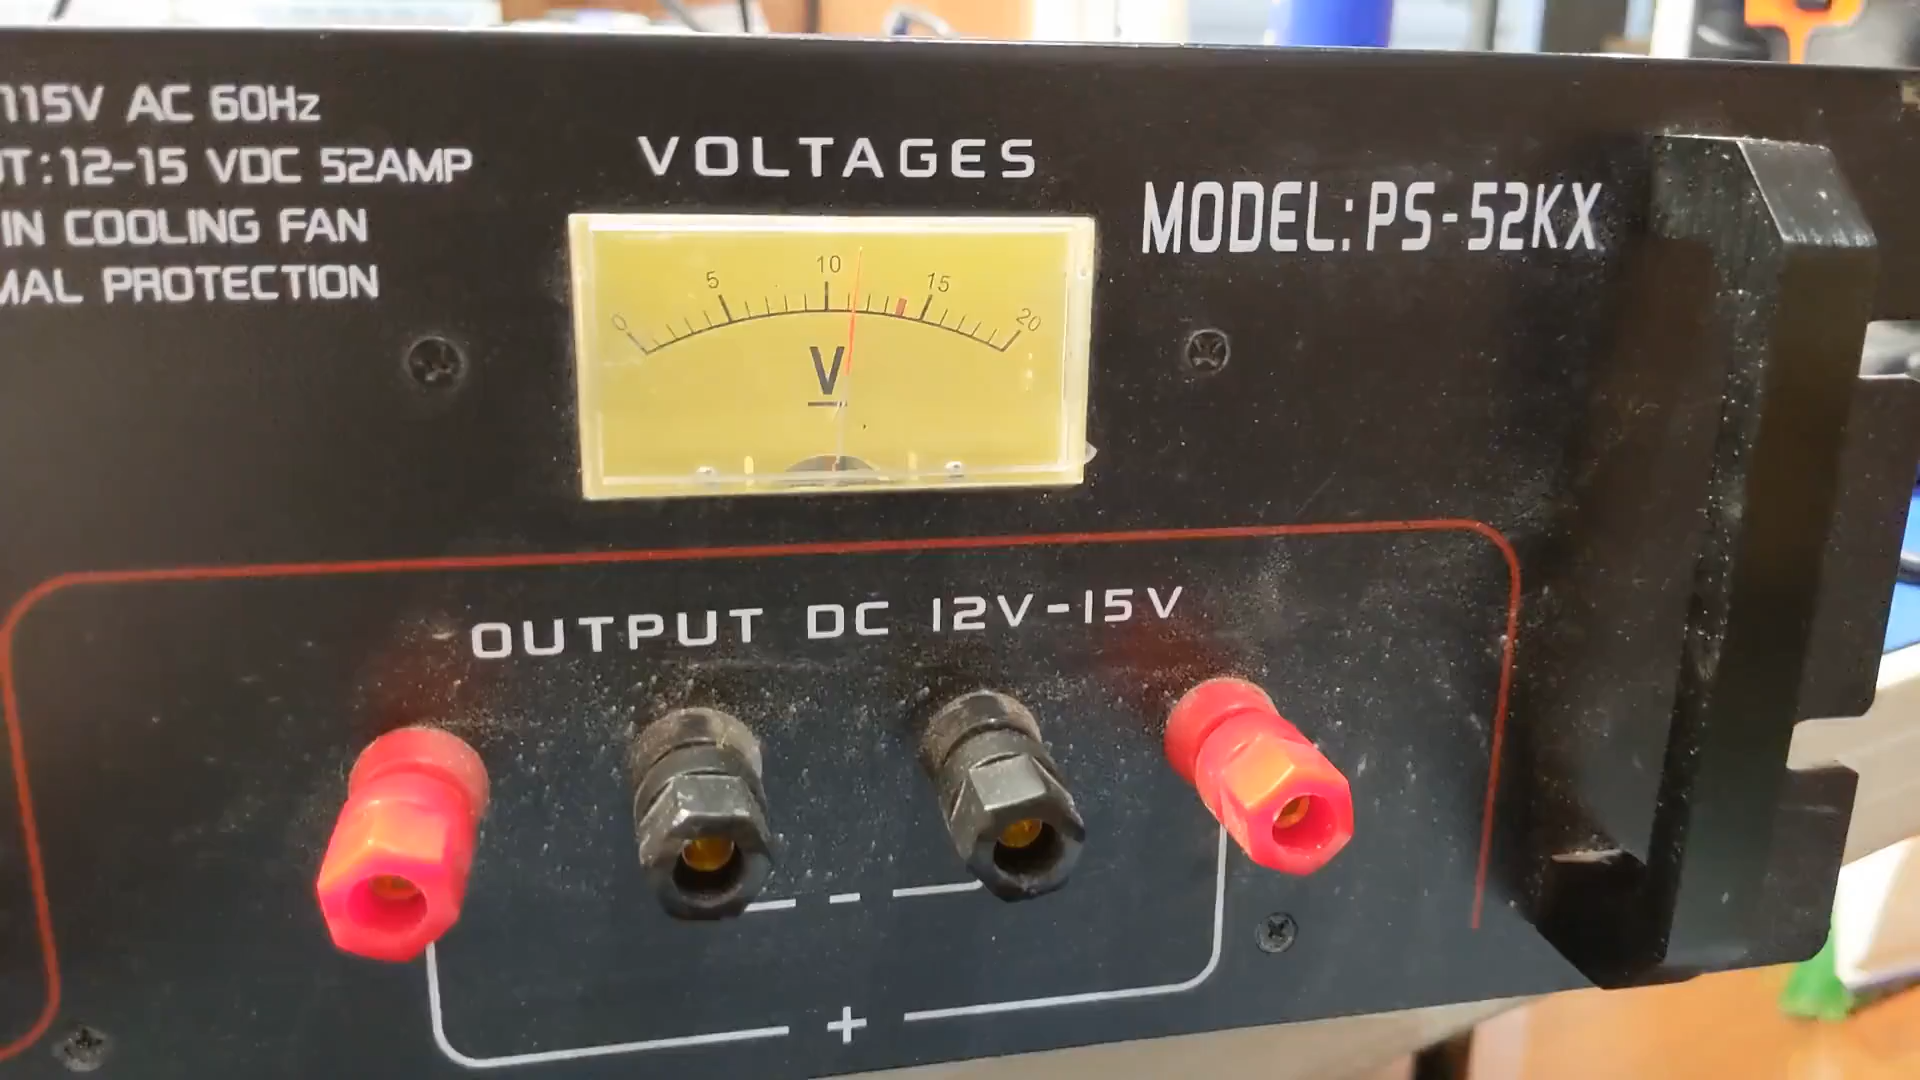 115V AC 60Hz
UT: 12-15 VDC 52AMP
IN COOLING FAN
MAL PROTECTION
VOLTAGES
0 5 10 15 20
V
MODEL: PS-52KX
OUTPUT DC 12V-15V
- +